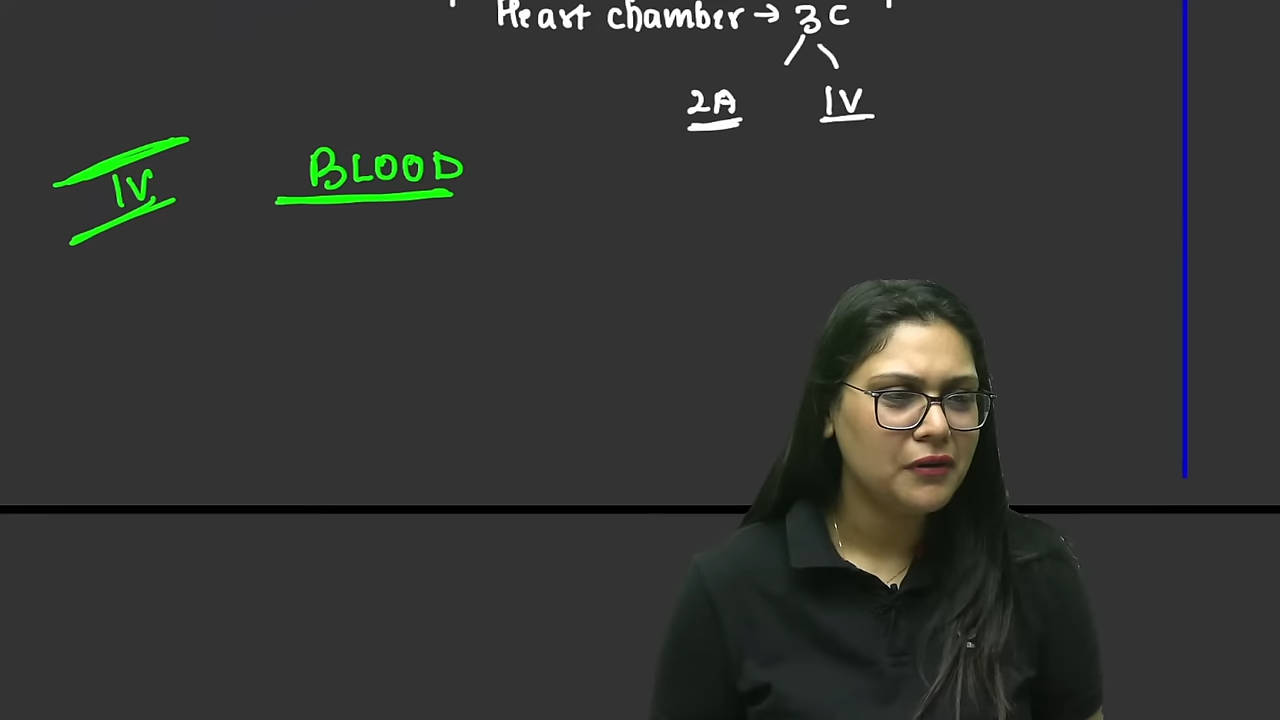 Heart chamber → 3C
2A 1V
IV BLOOD